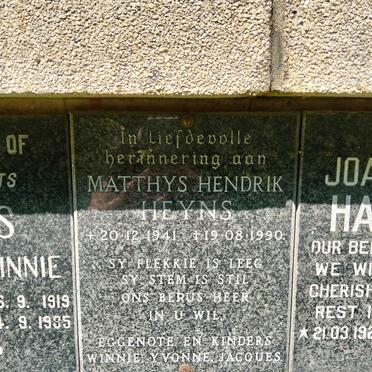 In Liefdevolle
herinnering aan
MATTHYS HENDRIK
HEYNS
+ 20·12·1941. +19·08·1990.
SY PLEKKIE IS LEEG
SY STEM IS STIL
ONS BERUS HEER
IN U WIL.
EGGENOTE EN KINDERS
WINNIE, YVONNE, JACQUES
OF
TS
S
INNIE
6. 9. 1919
4. 9. 1985
JOA
HA
OUR BE
WE WI
CHERISH
REST I
★21.03.192